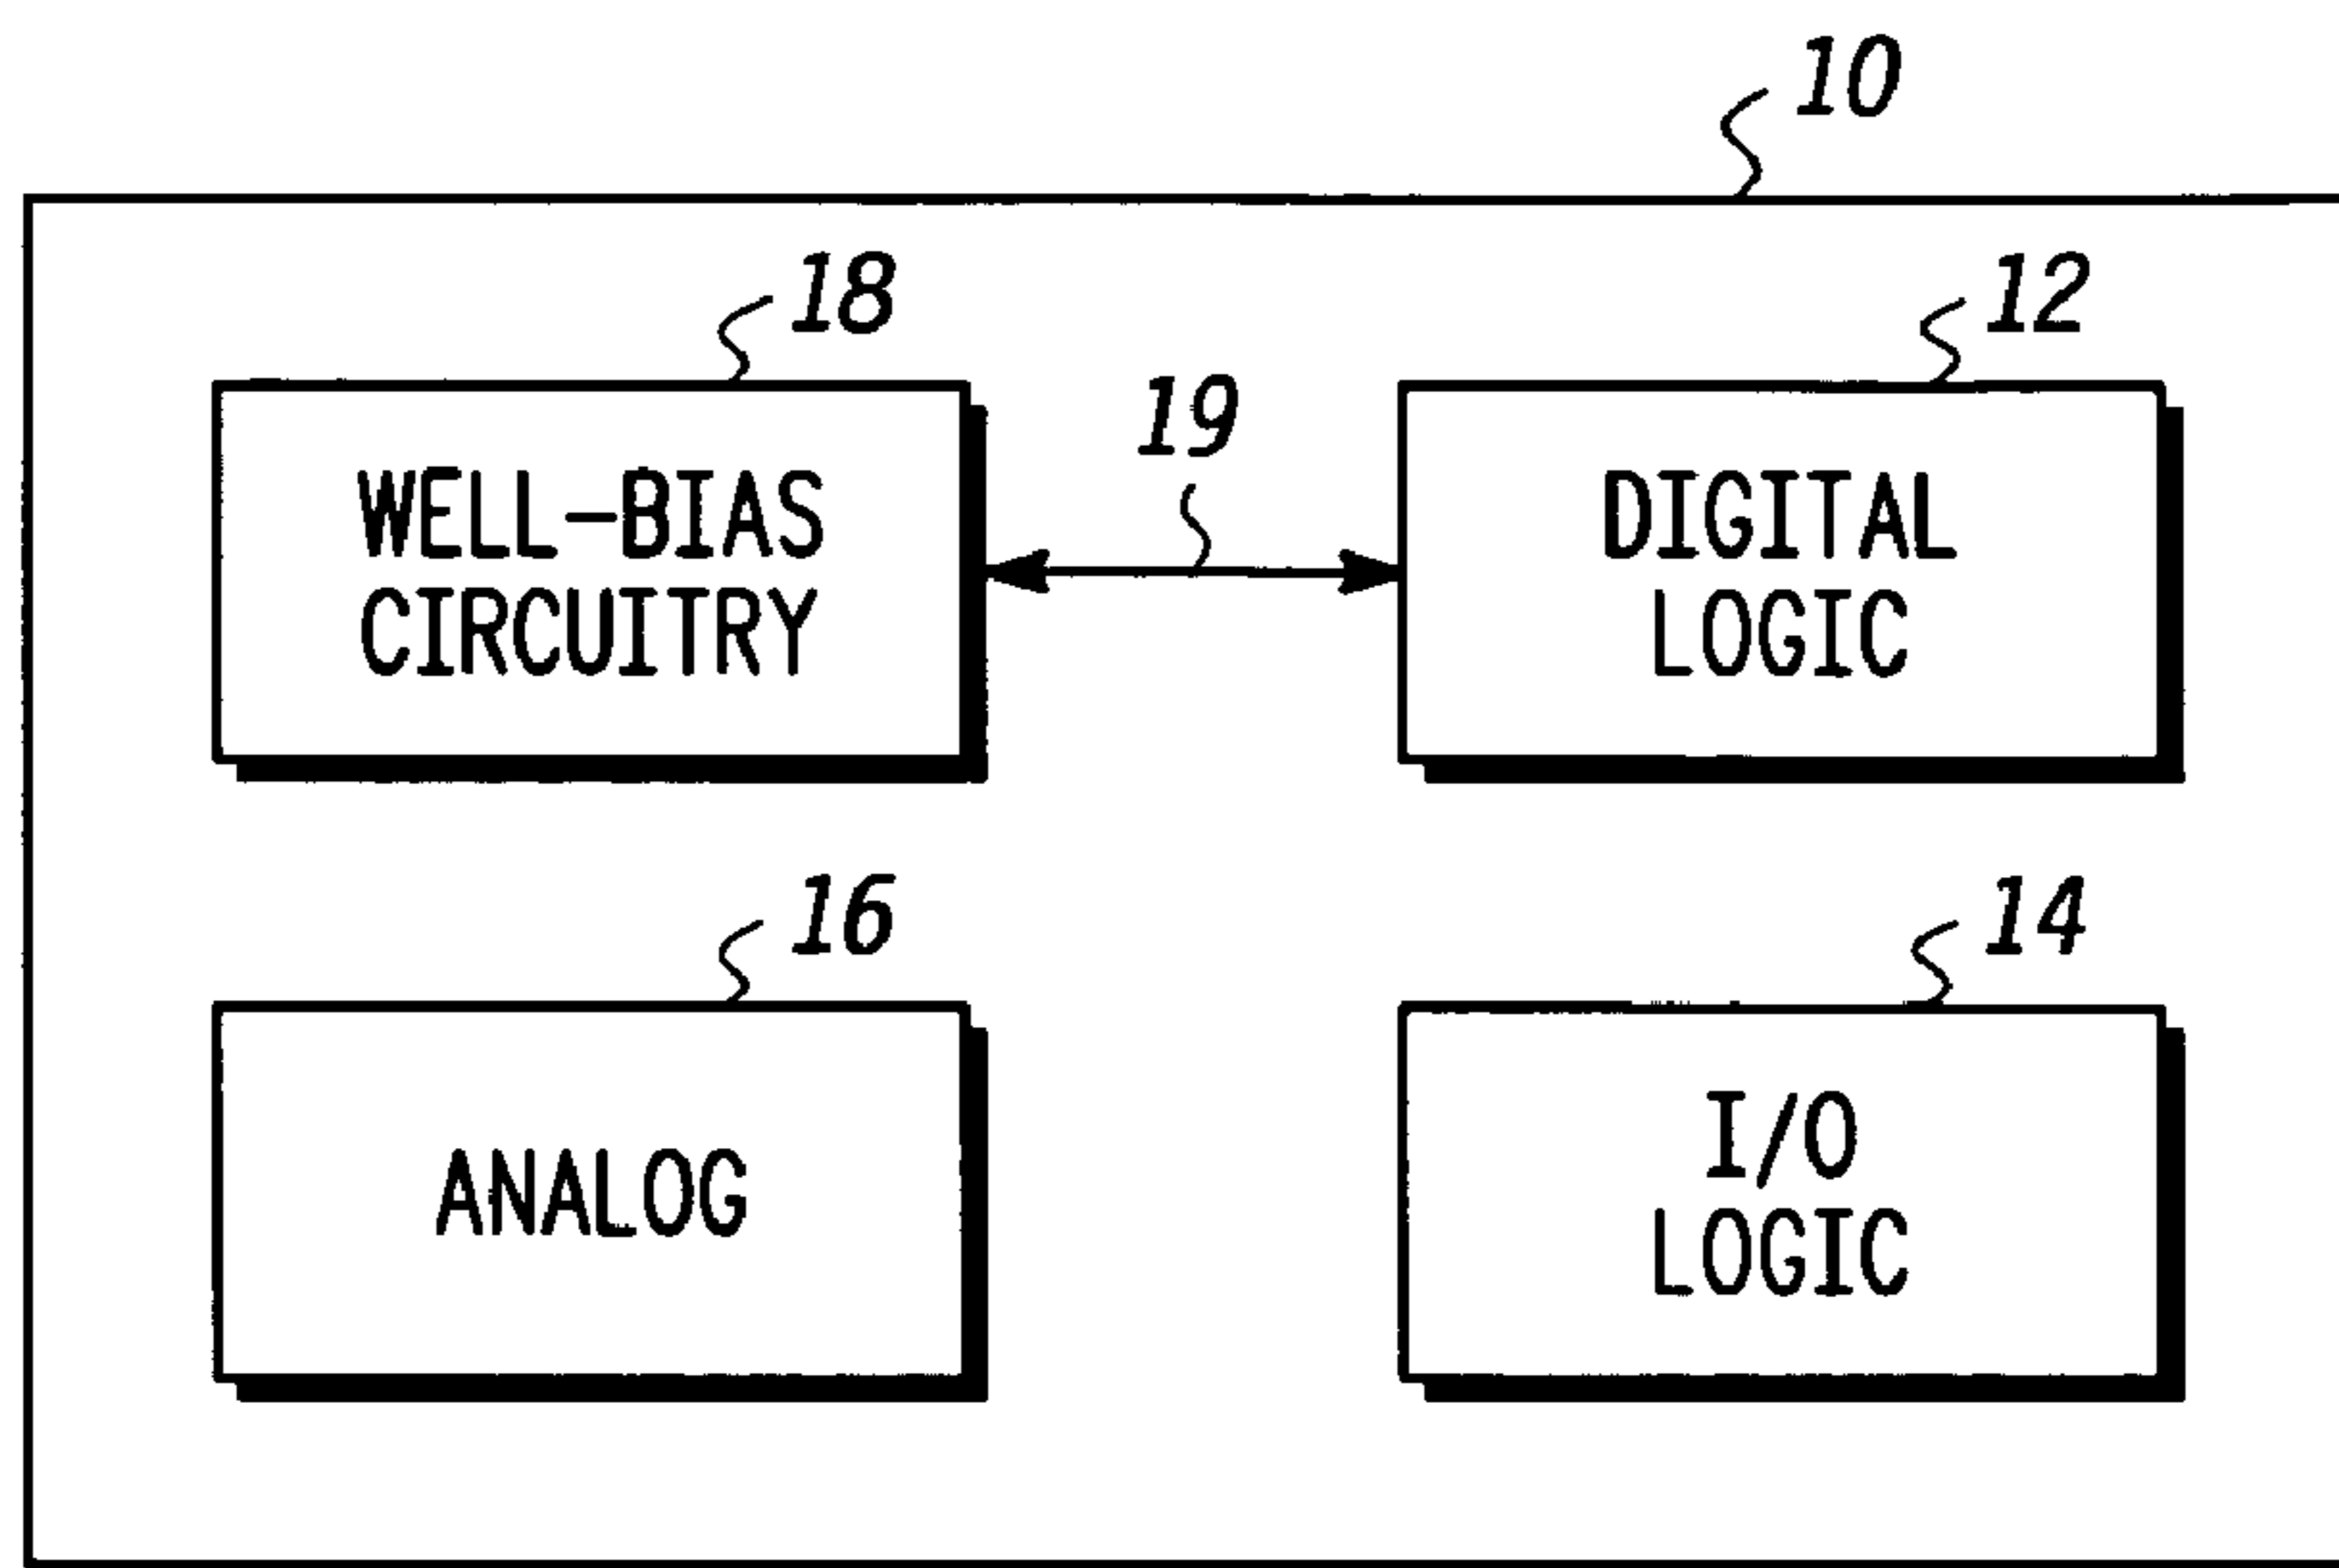 10
18
12
19
WELL-BIAS
CIRCUITRY
DIGITAL
LOGIC
16
14
ANALOG
I/O
LOGIC